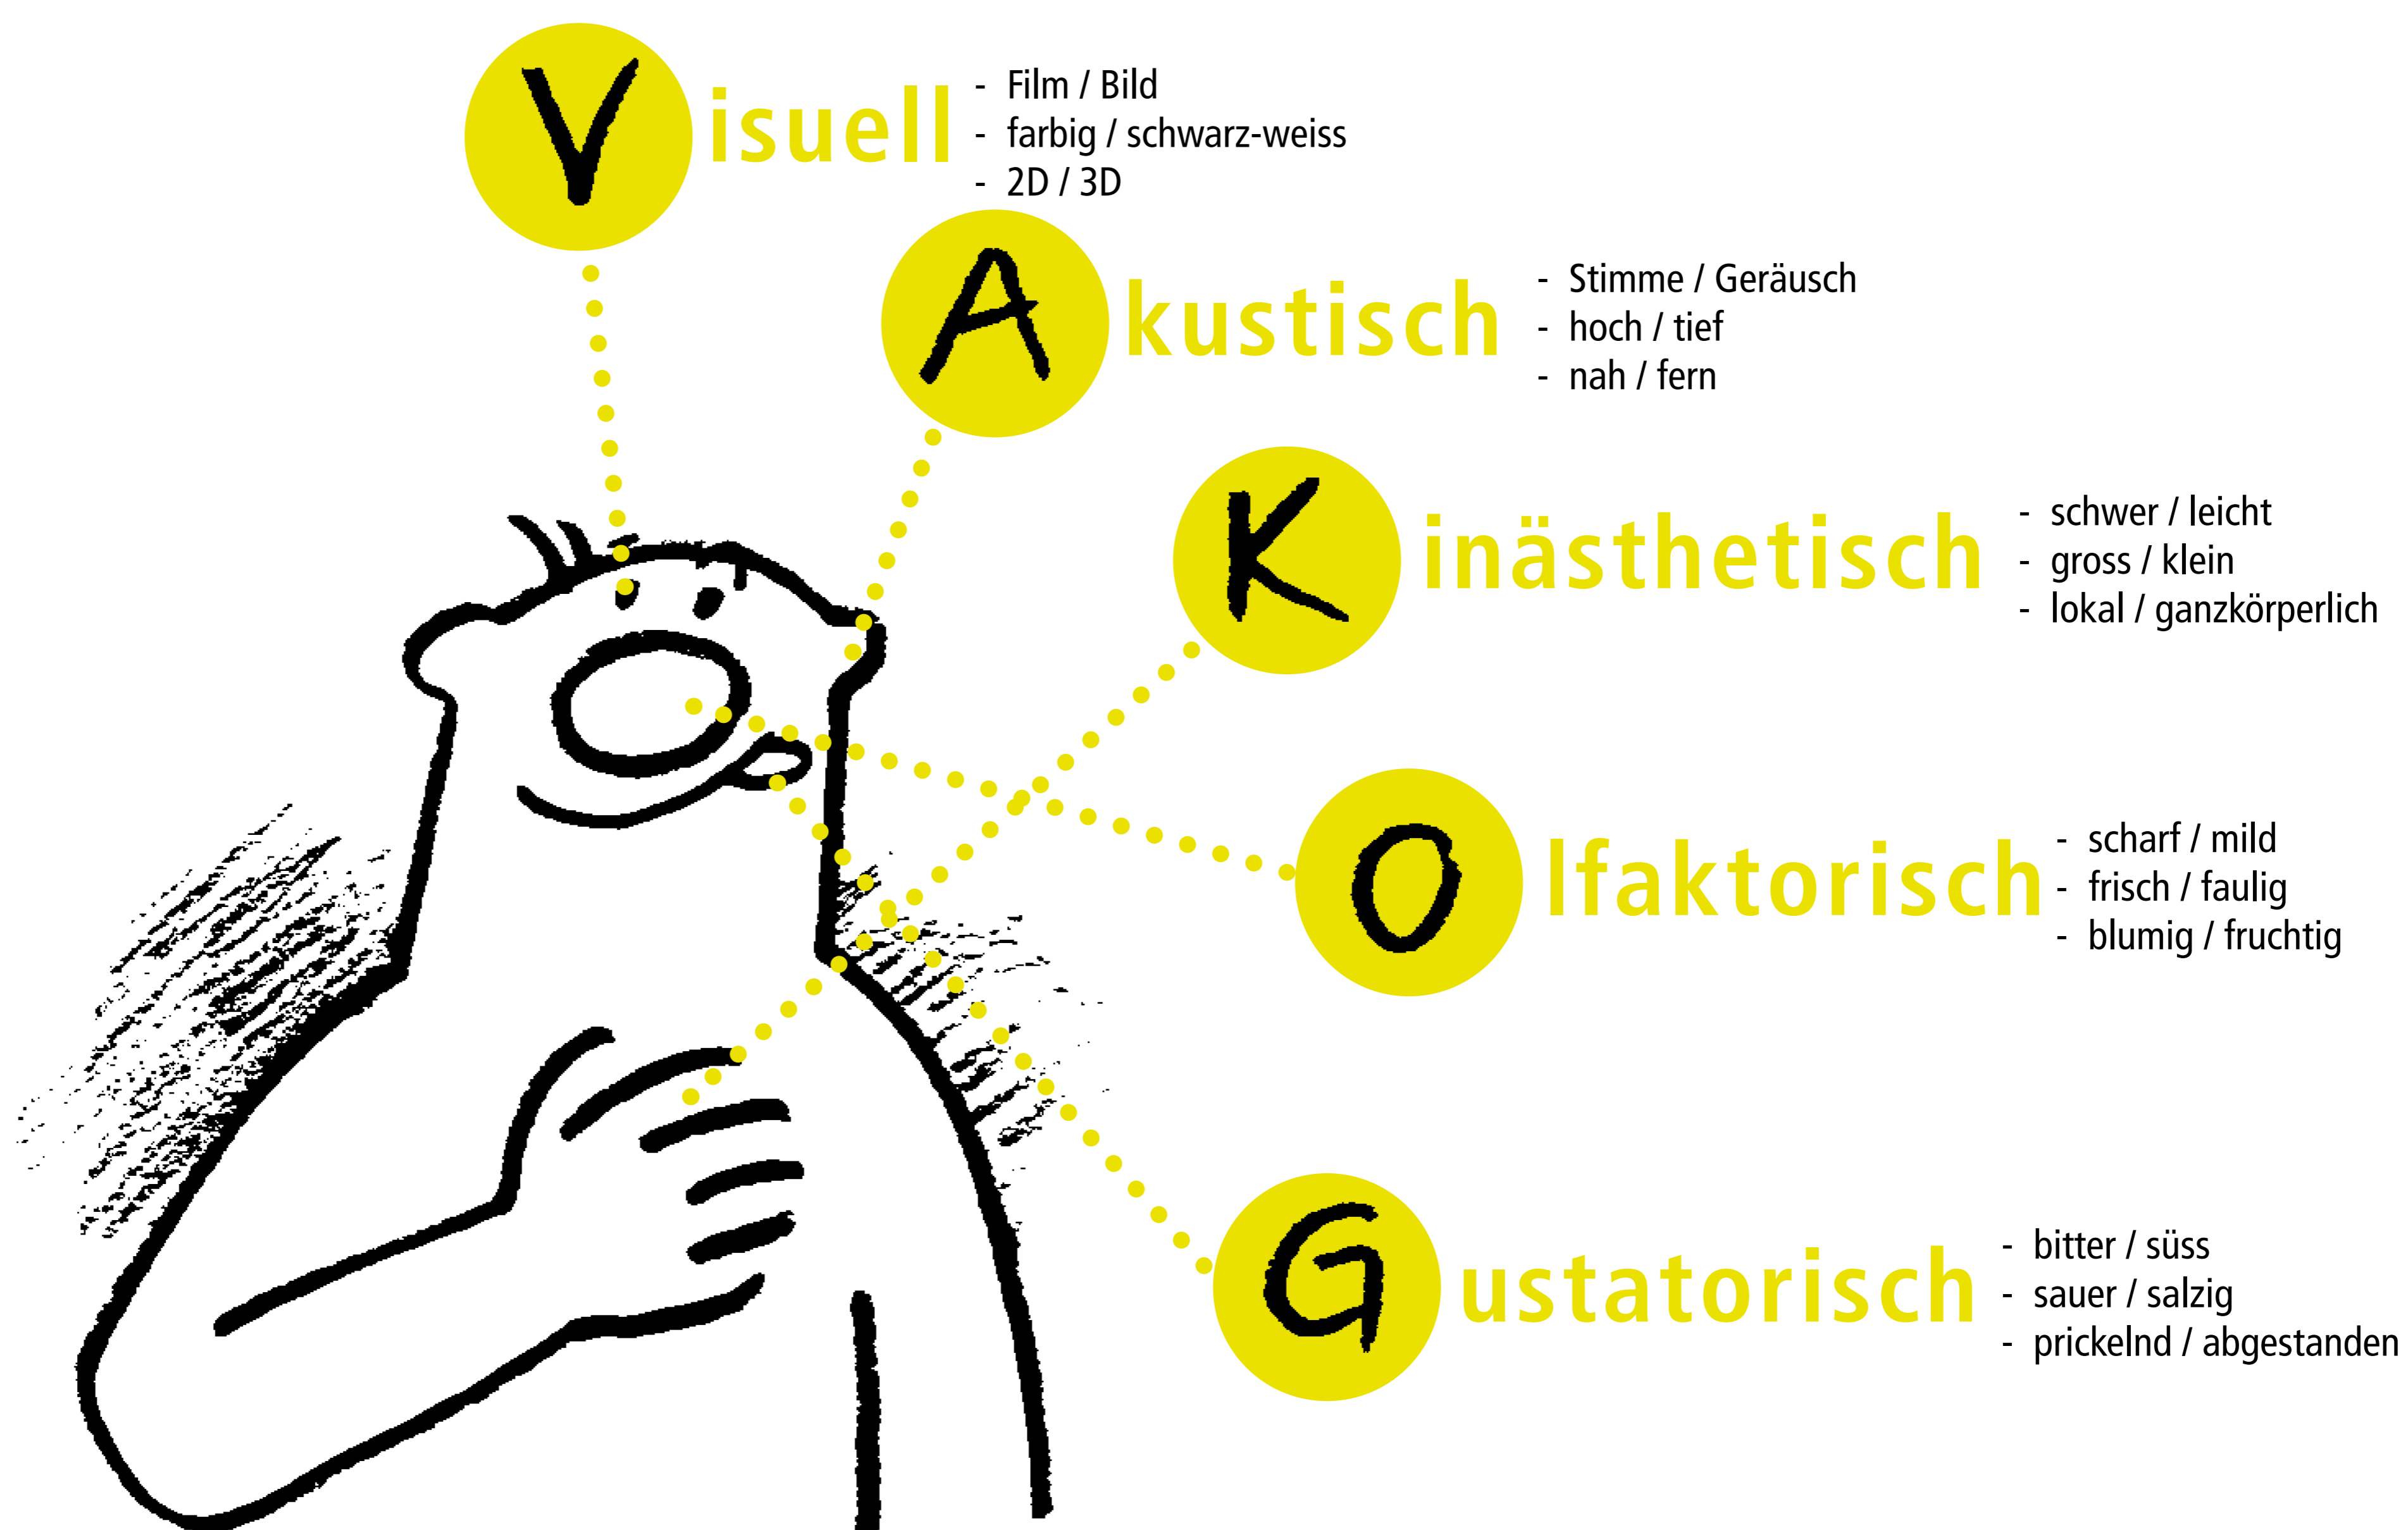 Visuell
- Film / Bild
- farbig / schwarz-weiss
- 2D / 3D
Akustisch
- Stimme / Geräusch
- hoch / tief
- nah / fern
Kinästhetisch
- schwer / leicht
- gross / klein
- lokal / ganzkörperlich
Olfaktorisch
- scharf / mild
- frisch / faulig
- blumig / fruchtig
Gustatorisch
- bitter / süss
- sauer / salzig
- prickelnd / abgestanden